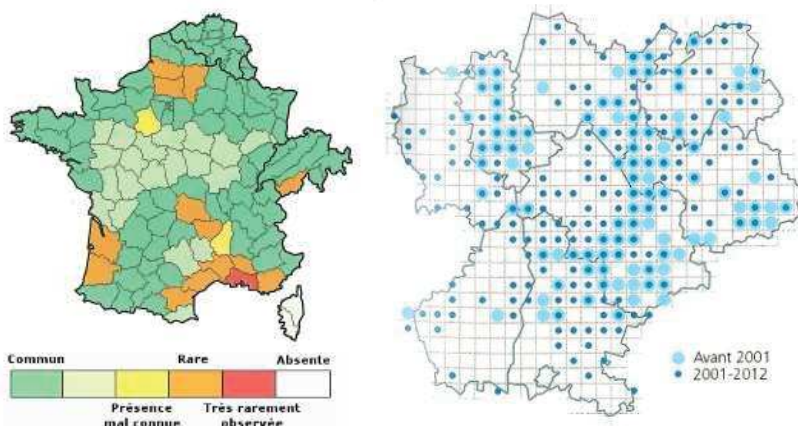 Commun Rare Absente
Présence Très rarement
mal connue observée
Avant 2001
2001-2012